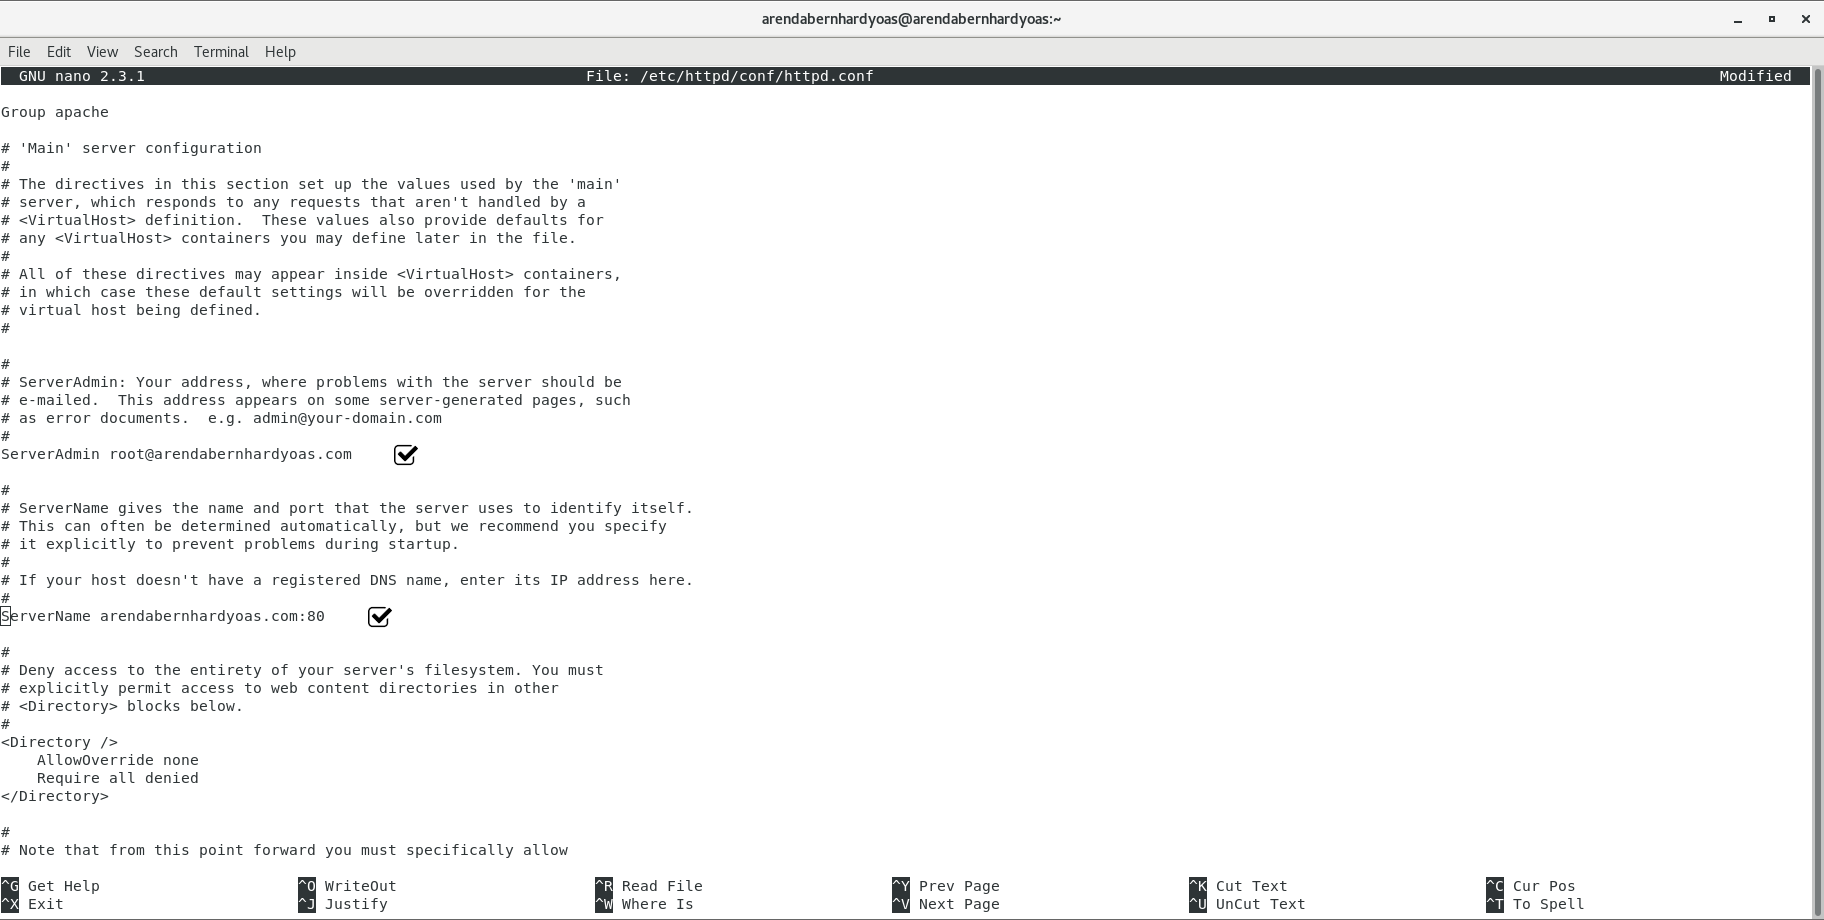 arendabernhardyoas@arendabernhardyoas:~
File Edit View Search Terminal Help
GNU nano 2.3.1 File: /etc/httpd/conf/httpd.conf Modified
Group apache
# 'Main' server configuration
#
# The directives in this section set up the values used by the 'main'
# server, which responds to any requests that aren't handled by a
# <VirtualHost> definition.  These values also provide defaults for
# any <VirtualHost> containers you may define later in the file.
#
# All of these directives may appear inside <VirtualHost> containers,
# in which case these default settings will be overridden for the
# virtual host being defined.
#
#
# ServerAdmin: Your address, where problems with the server should be
# e-mailed.  This address appears on some server-generated pages, such
# as error documents.  e.g. admin@your-domain.com
#
ServerAdmin root@arendabernhardyoas.com
#
# ServerName gives the name and port that the server uses to identify itself.
# This can often be determined automatically, but we recommend you specify
# it explicitly to prevent problems during startup.
#
# If your host doesn't have a registered DNS name, enter its IP address here.
#
ServerName arendabernhardyoas.com:80
#
# Deny access to the entirety of your server's filesystem. You must
# explicitly permit access to web content directories in other
# <Directory> blocks below.
#
<Directory />
    AllowOverride none
    Require all denied
</Directory>
#
# Note that from this point forward you must specifically allow
^G Get Help ^O WriteOut ^R Read File ^Y Prev Page ^K Cut Text ^C Cur Pos
^X Exit ^J Justify ^W Where Is ^V Next Page ^U UnCut Text ^T To Spell